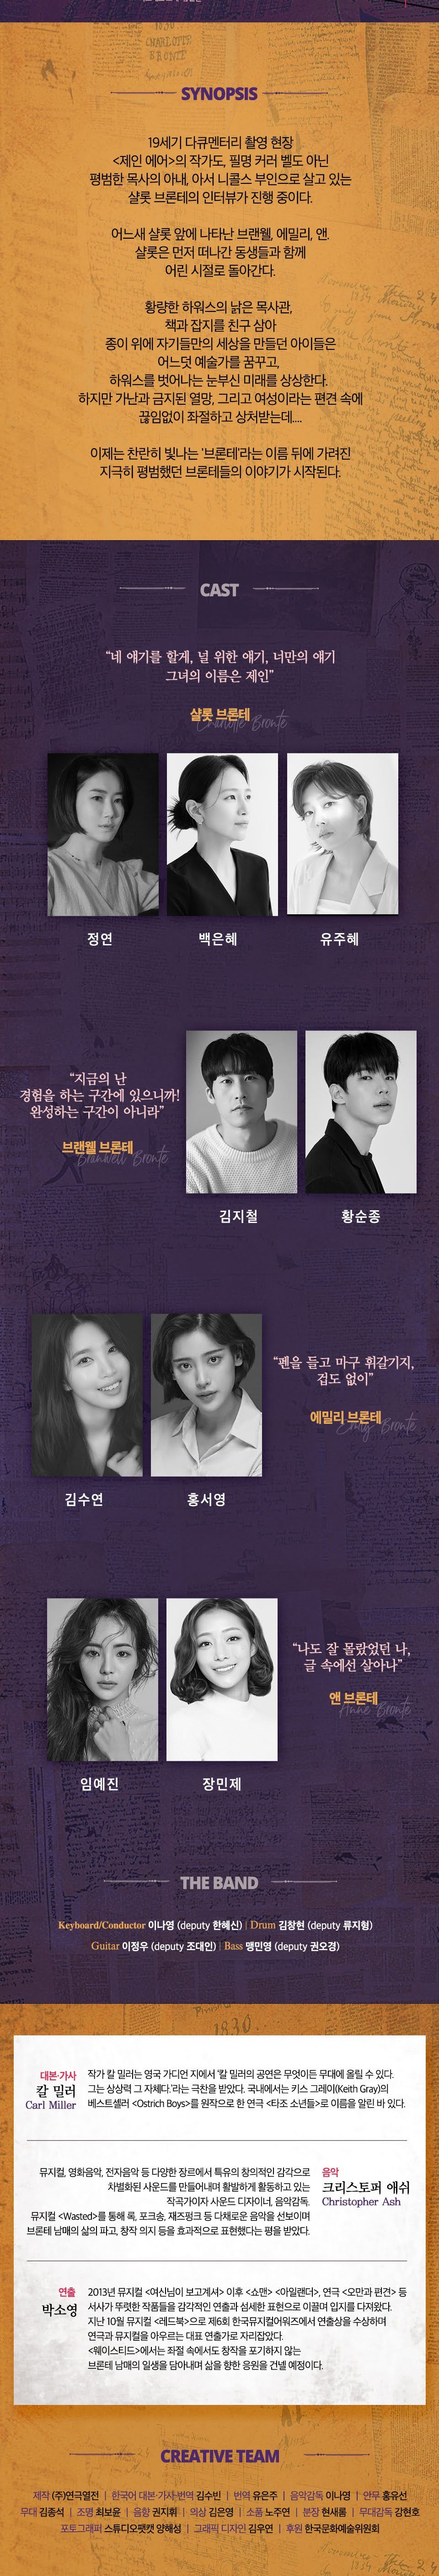 1830.
CHARLOTTE
BRONTË
SYNOPSIS
19세기 다큐멘터리 촬영 현장
<제인 에어>의 작가도, 필명 커러 벨도 아닌
평범한 목사의 아내, 아서 니콜스 부인으로 살고 있는
샬롯 브론테의 인터뷰가 진행 중이다.
어느새 샬롯 앞에 나타난 브랜웰, 에밀리, 앤.
샬롯은 먼저 떠나간 동생들과 함께
어린 시절로 돌아간다.
황량한 하워스의 낡은 목사관,
책과 잡지를 친구 삼아
종이 위에 자기들만의 세상을 만들던 아이들은
어느덧 예술가를 꿈꾸고,
하워스를 벗어나는 눈부신 미래를 상상한다.
하지만 가난과 금지된 열망, 그리고 여성이라는 편견 속에
끊임없이 좌절하고 상처받는데....
이제는 찬란히 빛나는 '브론테'라는 이름 뒤에 가려진
지극히 평범했던 브론테들의 이야기가 시작된다.
CAST
“네 얘기를 할게, 널 위한 얘기, 너만의 얘기
그녀의 이름은 제인”
샬롯 브론테
Charlotte Brontë
정연 백은혜 유주혜
“지금의 난
경험을 하는 구간에 있으니까!
완성하는 구간이 아니라”
브랜웰 브론테
Branwell Brontë
김지철 황순종
“펜을 들고 마구 휘갈기지,
겁도 없이”
에밀리 브론테
Emily Brontë
김수연 홍서영
“나도 잘 몰랐었던 나,
글 속에선 살아나”
앤 브론테
Anne Brontë
임예진 장민제
THE BAND
Keyboard/Conductor 이나영 (deputy 한혜신) | Drum 김창현 (deputy 류지형)
Guitar 이정우 (deputy 조대인) | Bass 맹민영 (deputy 권오경)
1830
대본·가사
칼 밀러
Carl Miller
작가 칼 밀러는 영국 가디언 지에서 '칼 밀러의 공연은 무엇이든 무대에 올릴 수 있다.
그는 상상력 그 자체다.'라는 극찬을 받았다. 국내에서는 키스 그레이(Keith Gray)의
베스트셀러 <Ostrich Boys>를 원작으로 한 연극 <타조 소년들>로 이름을 알린 바 있다.
뮤지컬, 영화음악, 전자음악 등 다양한 장르에서 특유의 창의적인 감각으로
차별화된 사운드를 만들어내며 활발하게 활동하고 있는
작곡가이자 사운드 디자이너, 음악감독.
뮤지컬 <Wasted>를 통해 록, 포크송, 재즈펑크 등 다채로운 음악을 선보이며
브론테 남매의 삶의 파고, 창작 의지 등을 효과적으로 표현했다는 평을 받았다.
음악
크리스토퍼 애쉬
Christopher Ash
연출
박소영
2013년 뮤지컬 <여신님이 보고계셔> 이후 <쇼맨> <아일랜더>, 연극 <오만과 편견> 등
서사가 뚜렷한 작품들을 감각적인 연출과 섬세한 표현으로 이끌며 입지를 다져왔다.
지난 10월 뮤지컬 <레드북>으로 제6회 한국뮤지컬어워즈에서 연출상을 수상하며
연극과 뮤지컬을 아우르는 대표 연출가로 자리잡았다.
<웨이스티드>에서는 좌절 속에서도 창작을 포기하지 않는
브론테 남매의 일생을 담아내며 삶을 향한 응원을 건넬 예정이다.
CREATIVE TEAM
제작 (주)연극열전 | 한국어 대본·가사·번역 김수빈 | 번역 유은주 | 음악감독 이나영 | 안무 홍유선
무대 김종석 | 조명 최보윤 | 음향 권지휘 | 의상 김은영 | 소품 노주연 | 분장 현새롬 | 무대감독 강현호
포토그래퍼 스튜디오팻캣 양해성 | 그래픽 디자인 김우연 | 후원 한국문화예술위원회